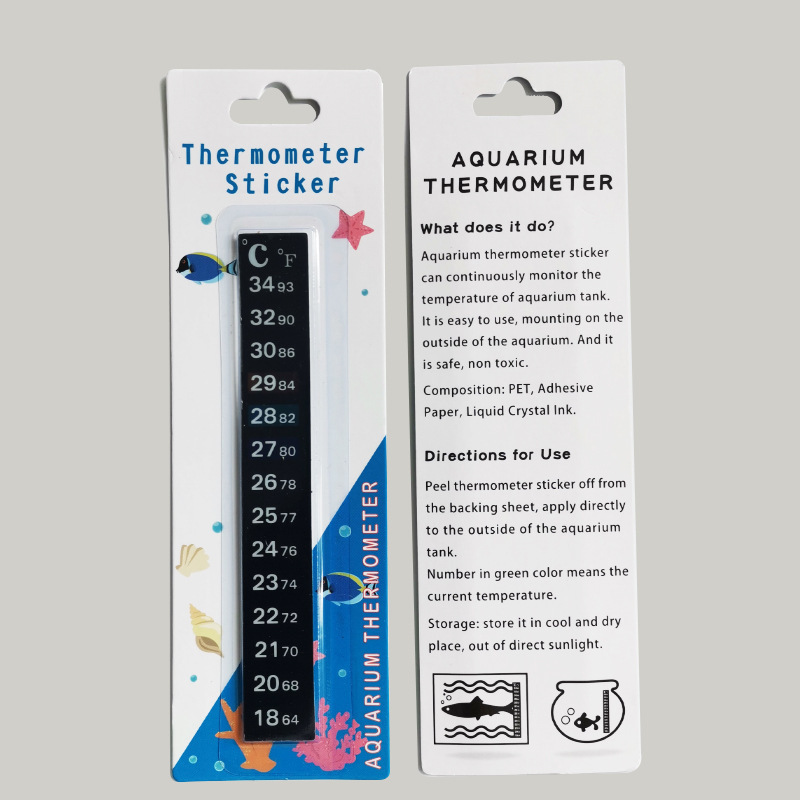 Thermometer
Sticker
°C °F
34 93
32 90
30 86
29 84
28 82
27 80
26 78
25 77
24 76
23 74
22 72
21 70
20 68
18 64
AQUARIUM THERMOMETER
AQUARIUM
THERMOMETER
What does it do?
Aquarium thermometer sticker
can continuously monitor the
temperature of aquarium tank.
It is easy to use, mounting on the
outside of the aquarium. And it
is safe, non toxic.
Composition: PET, Adhesive
Paper, Liquid Crystal Ink.
Directions for Use
Peel thermometer sticker off from
the backing sheet, apply directly
to the outside of the aquarium
tank.
Number in green color means the
current temperature.
Storage: store it in cool and dry
place, out of direct sunlight.